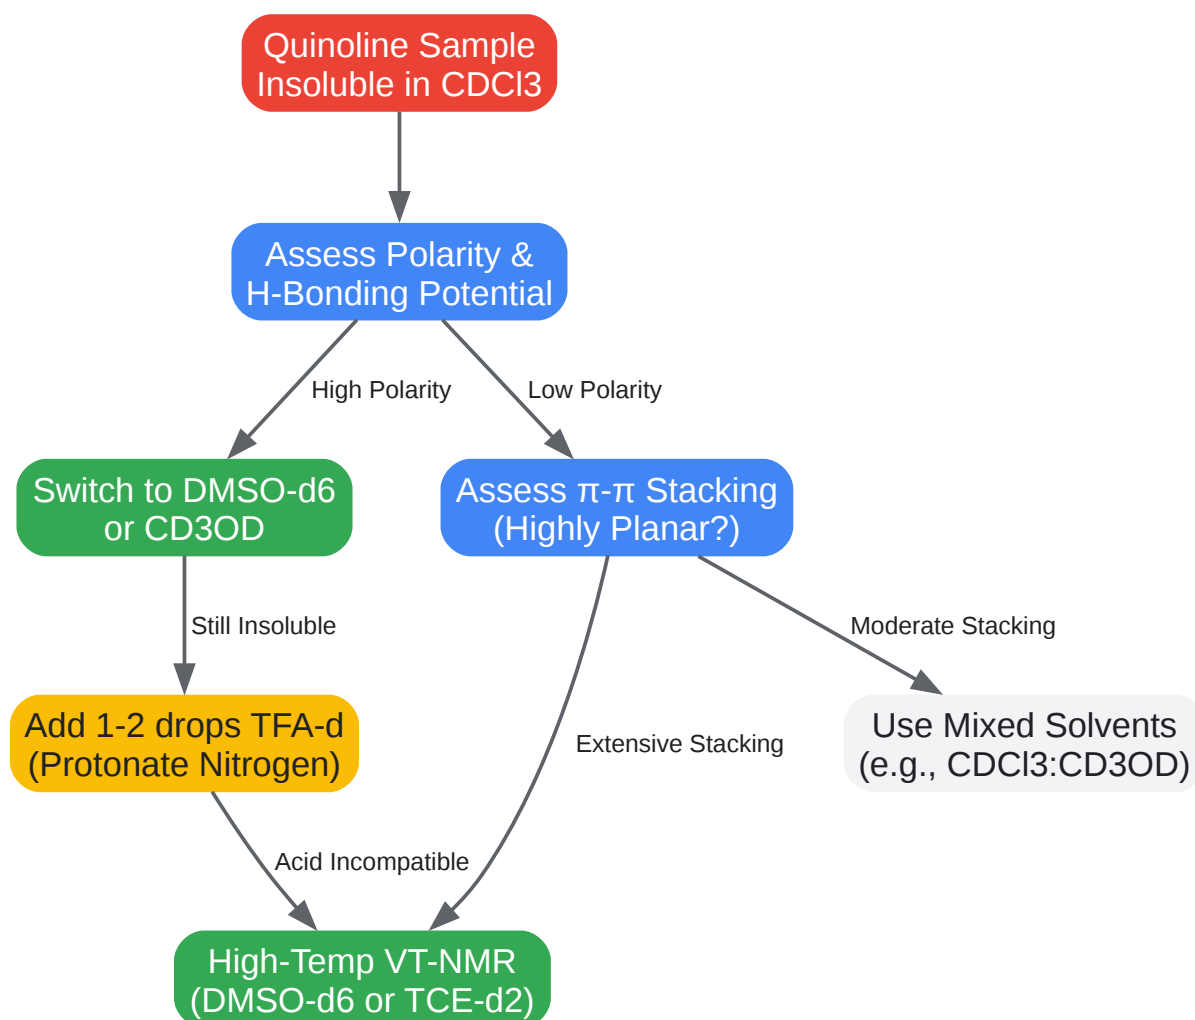 Quinoline Sample
Insoluble in CDCl3
Assess Polarity &
H-Bonding Potential
High Polarity
Low Polarity
Switch to DMSO-d6
or CD3OD
Assess π-π Stacking
(Highly Planar?)
Still Insoluble
Moderate Stacking
Add 1-2 drops TFA-d
(Protonate Nitrogen)
Extensive Stacking
Use Mixed Solvents
(e.g., CDCl3:CD3OD)
Acid Incompatible
High-Temp VT-NMR
(DMSO-d6 or TCE-d2)